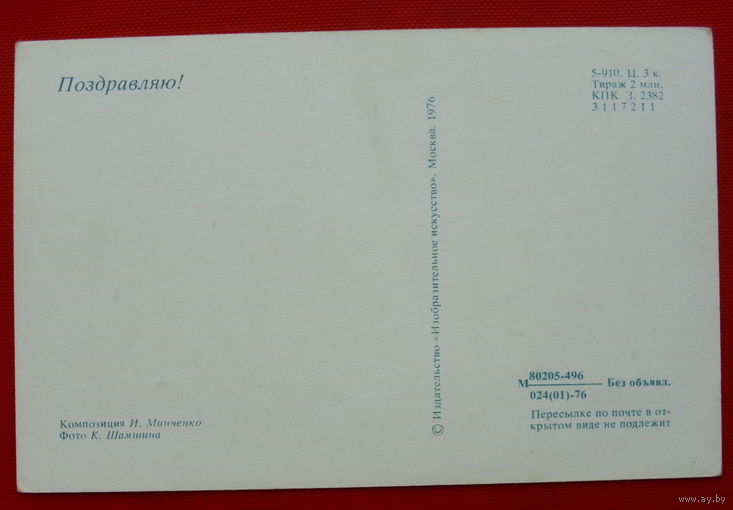 Поздравляю!
5-910. Ц. 3 к.
Тираж 2 млн.
КПК. З. 2382
3117211
© Издательство «Изобразительное искусство». Москва. 1976
М 80205-496 Без объявл.
024(01)-76
Пересылке по почте в от-
крытом виде не подлежит
Композиция И. Минченко
Фото К. Шамшина
www.ay.by